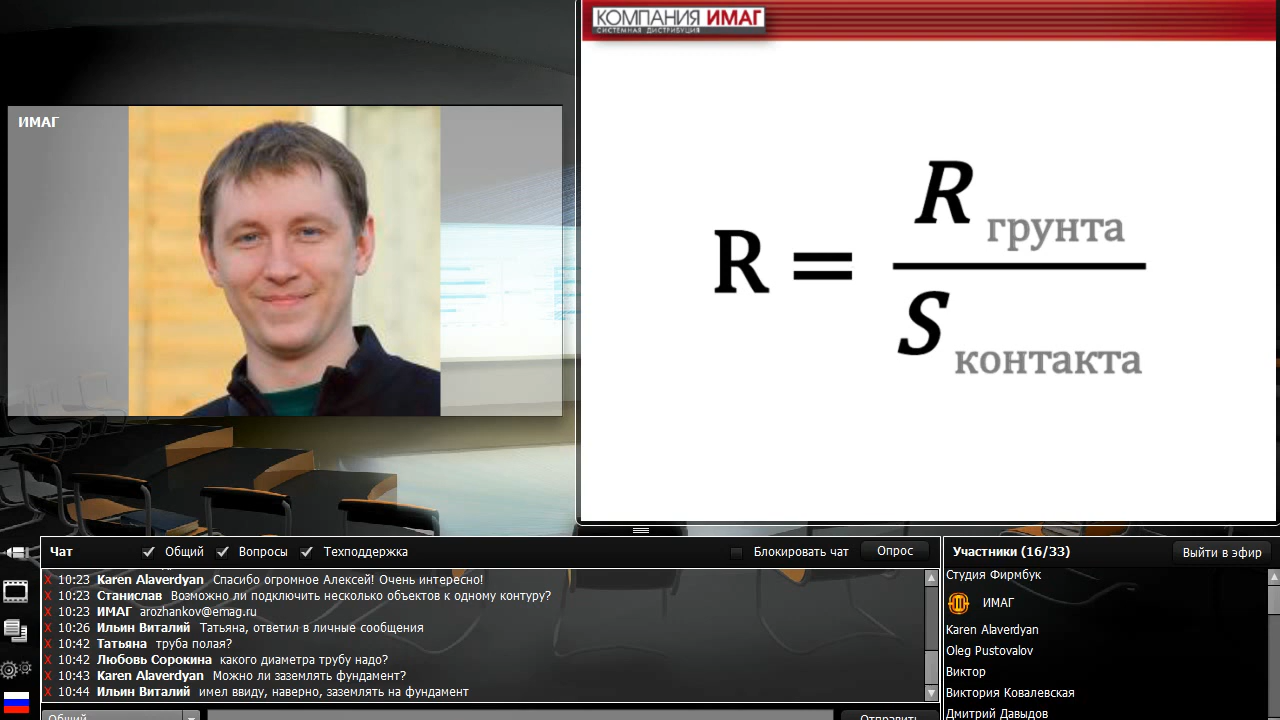 КОМПАНИЯ ИМАГ
СИСТЕМНАЯ ДИСТРИБУЦИЯ
ИМАГ
R = R грунта
S контакта
Чат
Общий
Вопросы
Техподдержка
Блокировать чат
Опрос
X 10:23 Karen Alaverdyan Спасибо огромное Алексей! Очень интересно!
X 10:23 Станислав Возможно ли подключить несколько объектов к одному контуру?
X 10:23 ИМАГ arozhankov@emag.ru
X 10:26 Ильин Виталий Татьяна, ответил в личные сообщения
X 10:42 Татьяна труба полая?
X 10:42 Любовь Сорокина какого диаметра трубу надо?
X 10:43 Karen Alaverdyan Можно ли заземлять фундамент?
X 10:44 Ильин Виталий имел ввиду, наверно, заземлять на фундамент
Общий
Отправить
Участники (16/33)
Выйти в эфир
Студия Фирмбук
ИМАГ
Karen Alaverdyan
Oleg Pustovalov
Виктор
Виктория Ковалевская
Дмитрий Давыдов